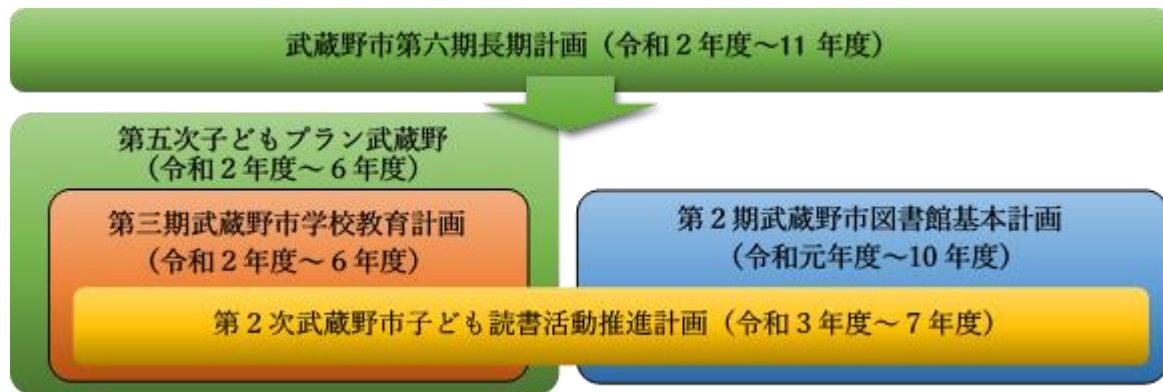 武蔵野市第六期長期計画（令和２年度～11 年度）
第五次子どもプラン武蔵野
（令和２年度～６年度）
第三期武蔵野市学校教育計画
（令和２年度～６年度）
第２期武蔵野市図書館基本計画
（令和元年度～10 年度）
第２次武蔵野市子ども読書活動推進計画（令和３年度～７年度）